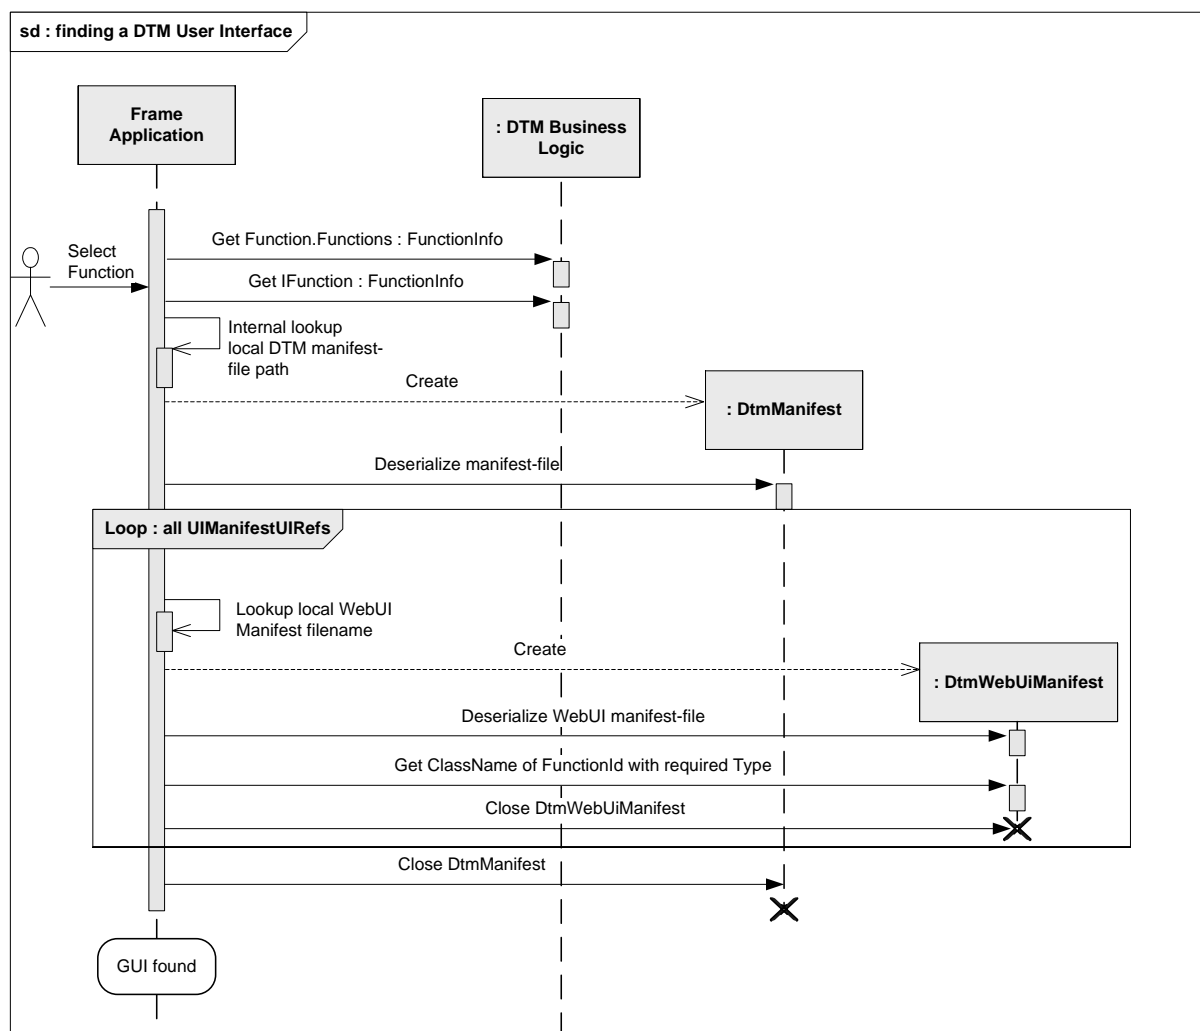 sd : finding a DTM User Interface
Frame
Application
: DTM Business
Logic
Select
Function
Get Function.Functions : FunctionInfo
Get IFunction : FunctionInfo
Internal lookup
local DTM manifest-
file path
Create
: DtmManifest
Deserialize manifest-file
Loop : all UIManifestUIRefs
Lookup local WebUI
Manifest filename
Create
: DtmWebUiManifest
Deserialize WebUI manifest-file
Get ClassName of FunctionId with required Type
Close DtmWebUiManifest
Close DtmManifest
GUI found